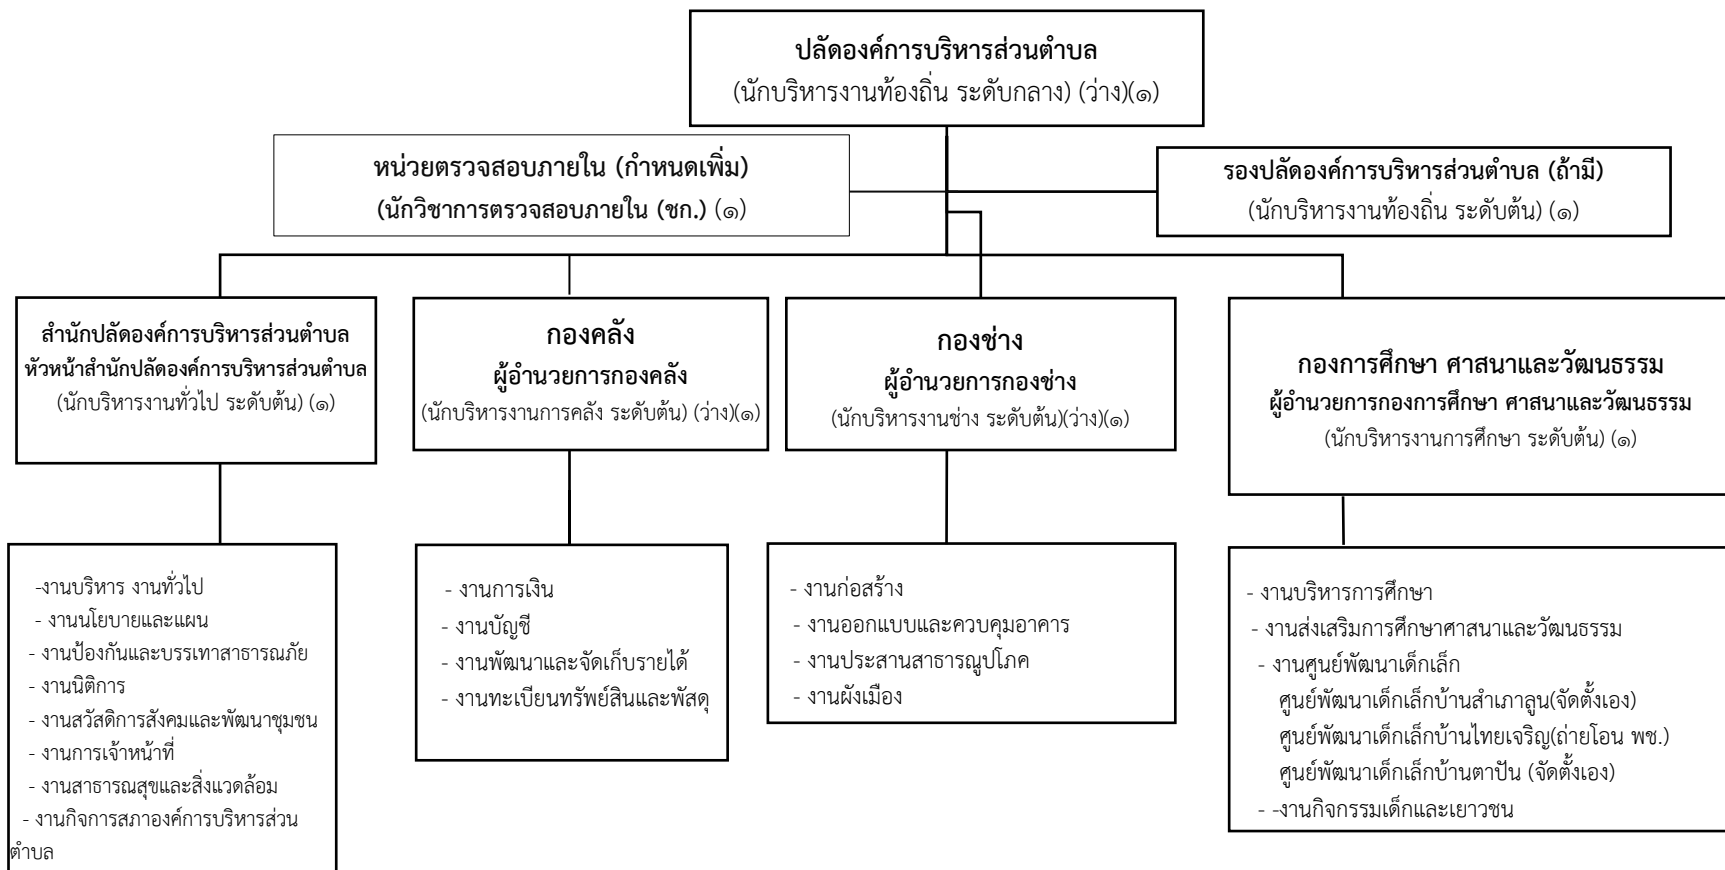 ปลัดองค์การบริหารส่วนตำบล
(นักบริหารงานท้องถิ่น ระดับกลาง) (ว่าง)(๑)
หน่วยตรวจสอบภายใน (กำหนดเพิ่ม)
(นักวิชาการตรวจสอบภายใน (ชก.) (๑)
รองปลัดองค์การบริหารส่วนตำบล (ถ้ามี)
(นักบริหารงานท้องถิ่น ระดับต้น) (๑)
สำนักปลัดองค์การบริหารส่วนตำบล
หัวหน้าสำนักปลัดองค์การบริหารส่วนตำบล
(นักบริหารงานทั่วไป ระดับต้น) (๑)
กองคลัง
ผู้อำนวยการกองคลัง
(นักบริหารงานการคลัง ระดับต้น) (ว่าง)(๑)
กองช่าง
ผู้อำนวยการกองช่าง
(นักบริหารงานช่าง ระดับต้น)(ว่าง)(๑)
กองการศึกษา ศาสนาและวัฒนธรรม
ผู้อำนวยการกองการศึกษา ศาสนาและวัฒนธรรม
(นักบริหารงานการศึกษา ระดับต้น) (๑)
-งานบริหาร งานทั่วไป
- งานนโยบายและแผน
- งานป้องกันและบรรเทาสาธารณภัย
- งานนิติการ
- งานสวัสดิการสังคมและพัฒนาชุมชน
- งานการเจ้าหน้าที่
- งานสาธารณสุขและสิ่งแวดล้อม
- งานกิจการสภาองค์การบริหารส่วน
ตำบล
- งานการเงิน
- งานบัญชี
- งานพัฒนาและจัดเก็บรายได้
- งานทะเบียนทรัพย์สินและพัสดุ
- งานก่อสร้าง
- งานออกแบบและควบคุมอาคาร
- งานประสานสาธารณูปโภค
- งานผังเมือง
- งานบริหารการศึกษา
- งานส่งเสริมการศึกษาศาสนาและวัฒนธรรม
- งานศูนย์พัฒนาเด็กเล็ก
ศูนย์พัฒนาเด็กเล็กบ้านสำเภาลูน(จัดตั้งเอง)
ศูนย์พัฒนาเด็กเล็กบ้านไทยเจริญ(ถ่ายโอน พช.)
ศูนย์พัฒนาเด็กเล็กบ้านตาปัน (จัดตั้งเอง)
- -งานกิจกรรมเด็กและเยาวชน